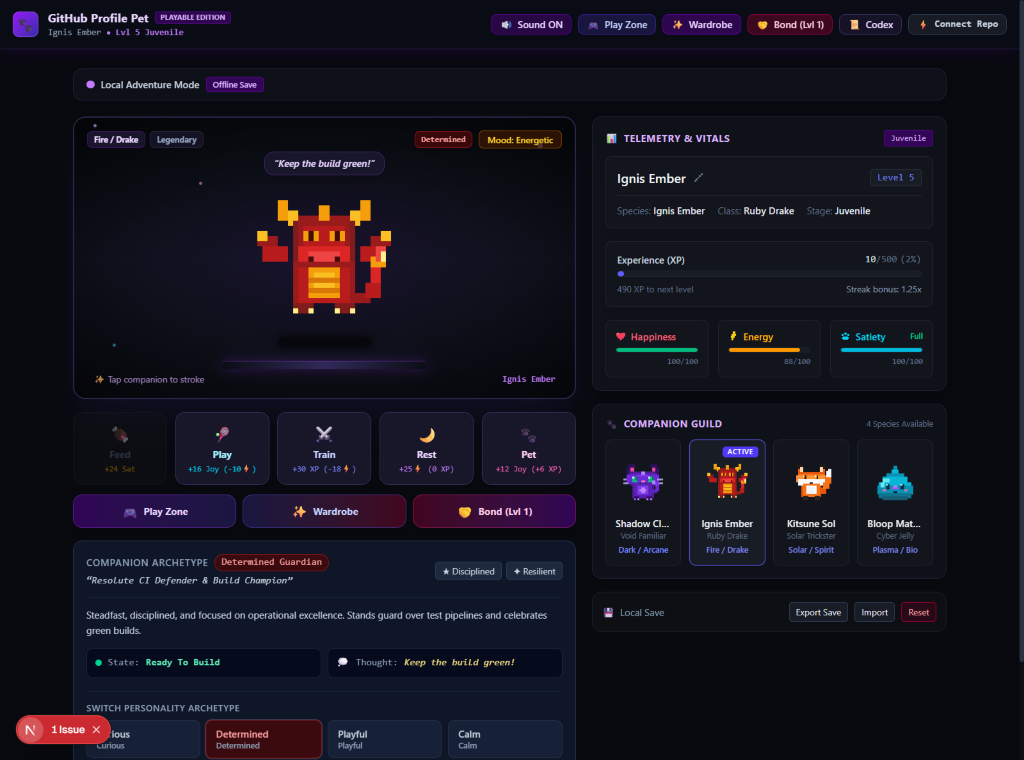 GitHub Profile Pet PLAYABLE EDITION
Ignis Ember • Lvl 5 Juvenile
Sound ON
Play Zone
Wardrobe
Bond (Lvl 1)
Codex
Connect Repo
Local Adventure Mode Offline Save
Fire / Drake Legendary
Determined Mood: Energetic
"Keep the build green!"
Tap companion to stroke
Ignis Ember
Feed
+24 Sat
Play
+16 Joy (-10 )
Train
+30 XP (-18 )
Rest
+25 (0 XP)
Pet
+12 Joy (+6 XP)
Play Zone
Wardrobe
Bond (Lvl 1)
COMPANION ARCHETYPE Determined Guardian
"Resolute CI Defender & Build Champion"
★ Disciplined ✦ Resilient
Steadfast, disciplined, and focused on operational excellence. Stands guard over test pipelines and celebrates
green builds.
State: Ready To Build
Thought: Keep the build green!
SWITCH PERSONALITY ARCHETYPE
ious
Curious
Determined
Determined
Playful
Playful
Calm
Calm
N 1 Issue ×
TELEMETRY & VITALS Juvenile
Ignis Ember Level 5
Species: Ignis Ember Class: Ruby Drake Stage: Juvenile
Experience (XP) 10/500 (2%)
490 XP to next level Streak bonus: 1.25x
Happiness
100/100
Energy
88/100
Satiety Full
100/100
COMPANION GUILD 4 Species Available
Shadow Cl...
Void Familiar
Dark / Arcane
ACTIVE
Ignis Ember
Ruby Drake
Fire / Drake
Kitsune Sol
Solar Trickster
Solar / Spirit
Bloop Mat...
Cyber Jelly
Plasma / Bio
Local Save Export Save Import Reset